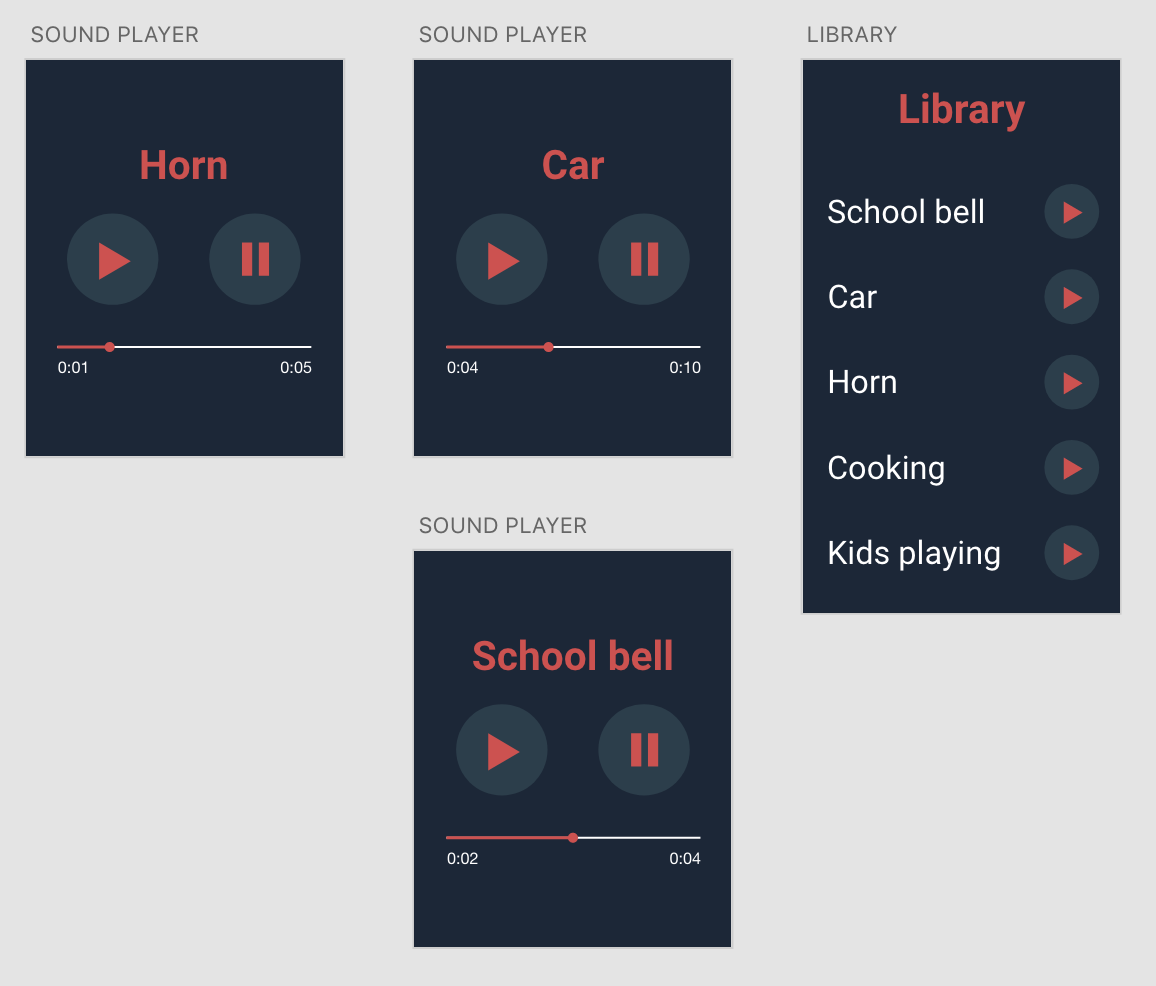 SOUND PLAYER
Horn
0:01 0:05
SOUND PLAYER
Car
0:04 0:10
SOUND PLAYER
School bell
0:02 0:04
LIBRARY
Library
School bell
Car
Horn
Cooking
Kids playing